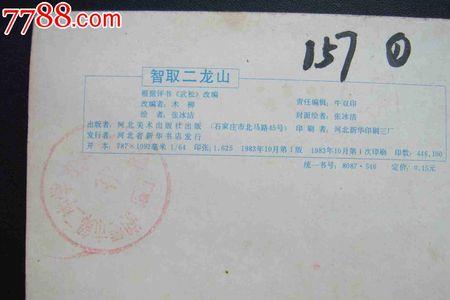 7788.com
157 ①
智取二龙山
根据评书《武松》改编
改编者：木柳 责任编辑：牛双印
绘者：张冰洁 封面绘者：张冰洁
出版者：河北美术出版社出版（石家庄市北马路45号） 印刷者：河北新华印刷三厂
发行者：河北省新华书店发行
开本：787×1092毫米 1/64 印张：1.625 1983年10月第1版 1983年10月第1次印刷 印数：446,190
统一书号：8087·546 定价：0.15元